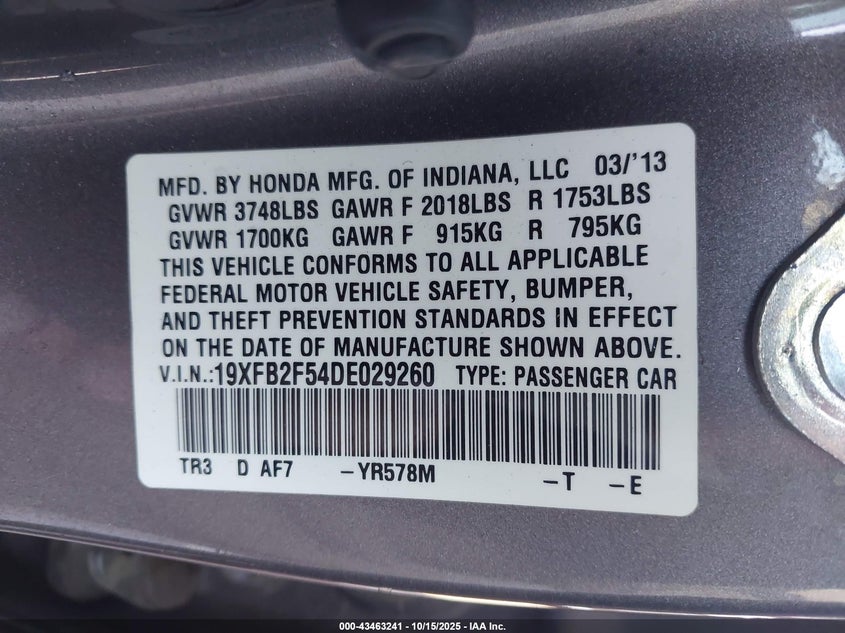 MFD. BY HONDA MFG. OF INDIANA, LLC 03/'13
GVWR 3748LBS GAWR F 2018LBS R 1753LBS
GVWR 1700KG GAWR F 915KG R 795KG
THIS VEHICLE CONFORMS TO ALL APPLICABLE
FEDERAL MOTOR VEHICLE SAFETY, BUMPER,
AND THEFT PREVENTION STANDARDS IN EFFECT
ON THE DATE OF MANUFACTURE SHOWN ABOVE.
V.I.N.:19XFB2F54DE029260 TYPE: PASSENGER CAR
TR3 D AF7 –YR578M –T –E
000-43463241 - 10/15/2025 - IAA Inc.